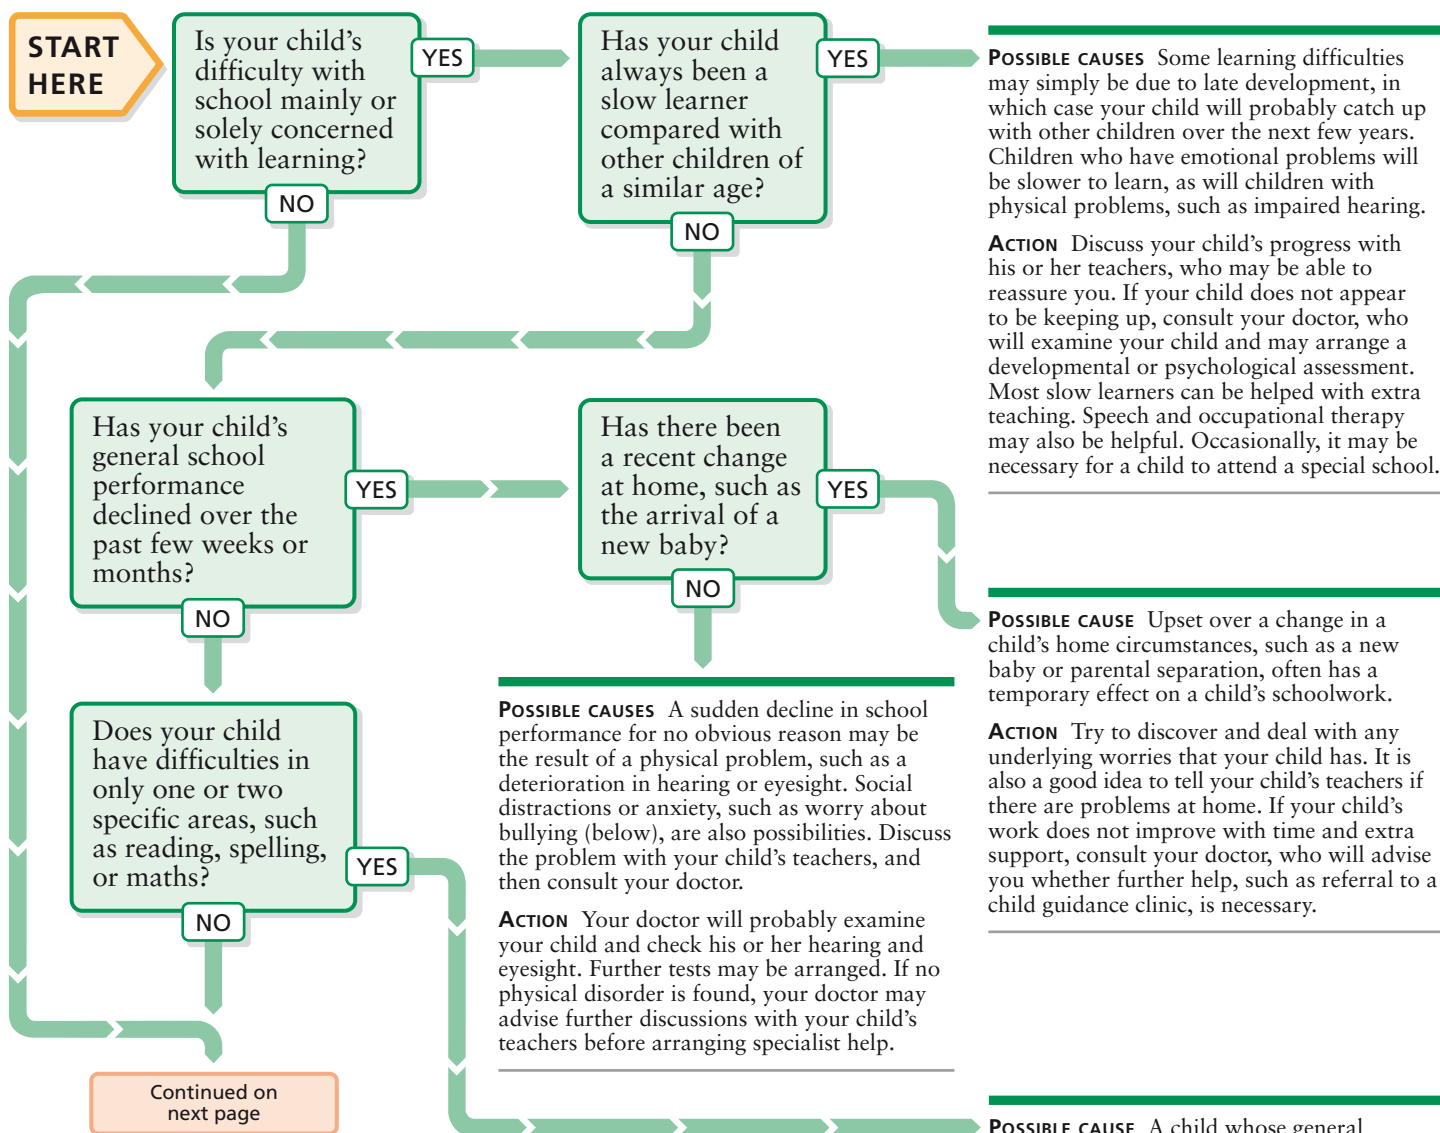 START
HERE
Is your child's
difficulty with
school mainly or
solely concerned
with learning?
YES
NO
Has your child
always been a
slow learner
compared with
other children of
a similar age?
YES
NO
POSSIBLE CAUSES Some learning difficulties
may simply be due to late development, in
which case your child will probably catch up
with other children over the next few years.
Children who have emotional problems will
be slower to learn, as will children with
physical problems, such as impaired hearing.
ACTION Discuss your child's progress with
his or her teachers, who may be able to
reassure you. If your child does not appear
to be keeping up, consult your doctor, who
will examine your child and may arrange a
developmental or psychological assessment.
Most slow learners can be helped with extra
teaching. Speech and occupational therapy
may also be helpful. Occasionally, it may be
necessary for a child to attend a special school.
Has your child's
general school
performance
declined over the
past few weeks or
months?
YES
NO
Has there been
a recent change
at home, such as
the arrival of a
new baby?
YES
NO
POSSIBLE CAUSE Upset over a change in a
child's home circumstances, such as a new
baby or parental separation, often has a
temporary effect on a child's schoolwork.
ACTION Try to discover and deal with any
underlying worries that your child has. It is
also a good idea to tell your child's teachers if
there are problems at home. If your child's
work does not improve with time and extra
support, consult your doctor, who will advise
you whether further help, such as referral to a
child guidance clinic, is necessary.
POSSIBLE CAUSES A sudden decline in school
performance for no obvious reason may be
the result of a physical problem, such as a
deterioration in hearing or eyesight. Social
distractions or anxiety, such as worry about
bullying (below), are also possibilities. Discuss
the problem with your child's teachers, and
then consult your doctor.
ACTION Your doctor will probably examine
your child and check his or her hearing and
eyesight. Further tests may be arranged. If no
physical disorder is found, your doctor may
advise further discussions with your child's
teachers before arranging specialist help.
Does your child
have difficulties in
only one or two
specific areas, such
as reading, spelling,
or maths?
YES
NO
Continued on
next page
POSSIBLE CAUSE A child whose general